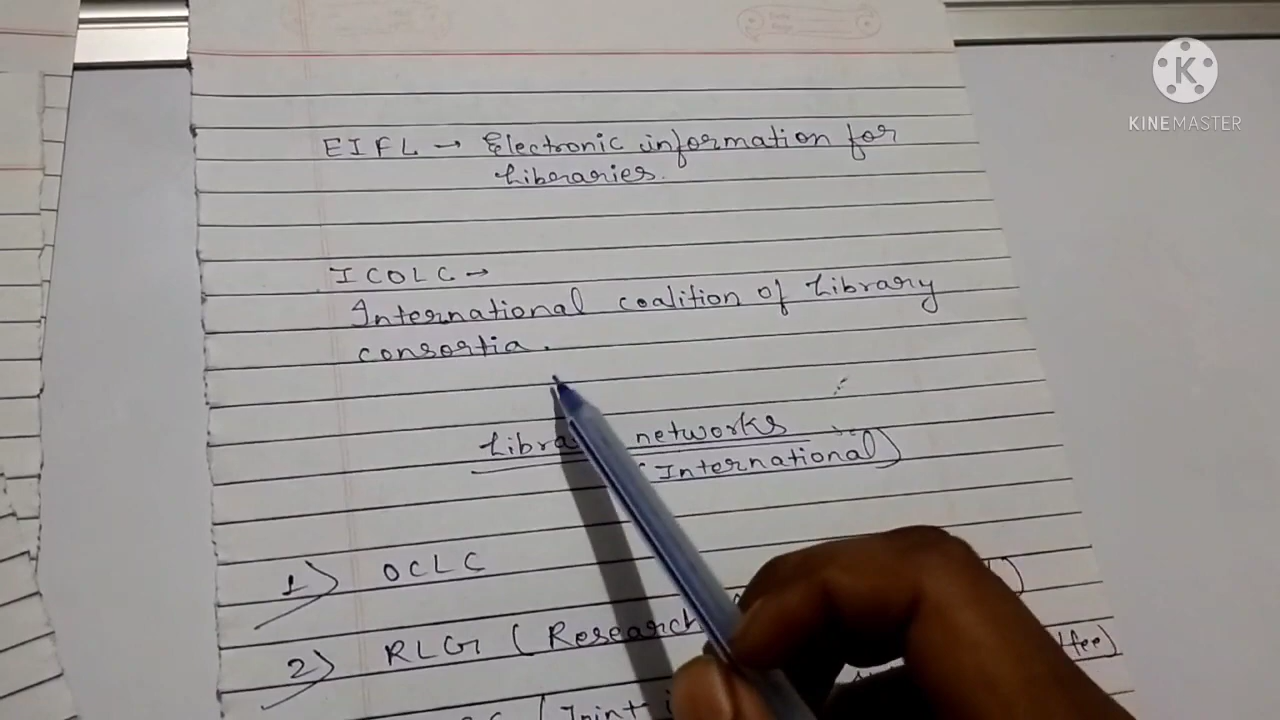 EIFL → Electronic information for
Libraries.
ICOLC →
International coalition of Library
consortia.
networks
(International)
1) OCLC
2) RLG (Research
(Joint
KINEMASTER